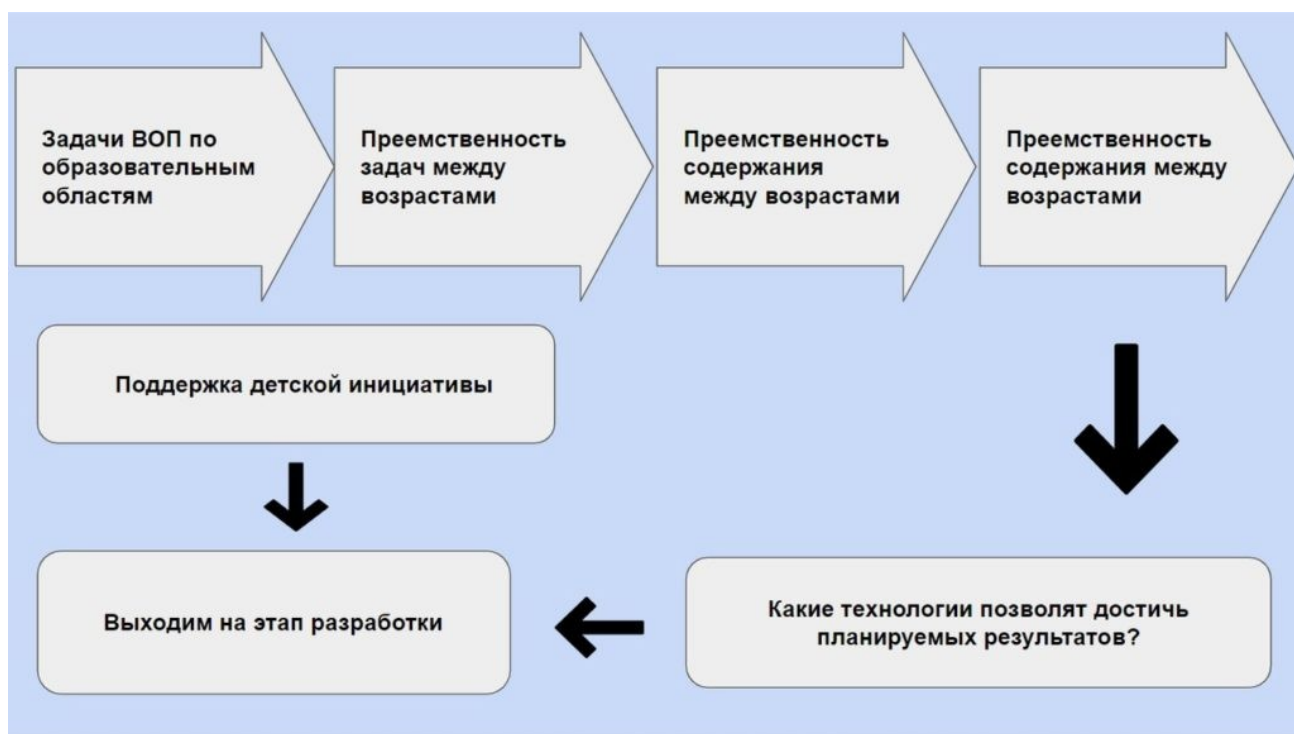 Задачи ВОП по
образовательным
областям
Преемственность
задач между
возрастами
Преемственность
содержания
между возрастами
Преемственность
содержания между
возрастами
Поддержка детской инициативы
Выходим на этап разработки
Какие технологии позволят достичь
планируемых результатов?